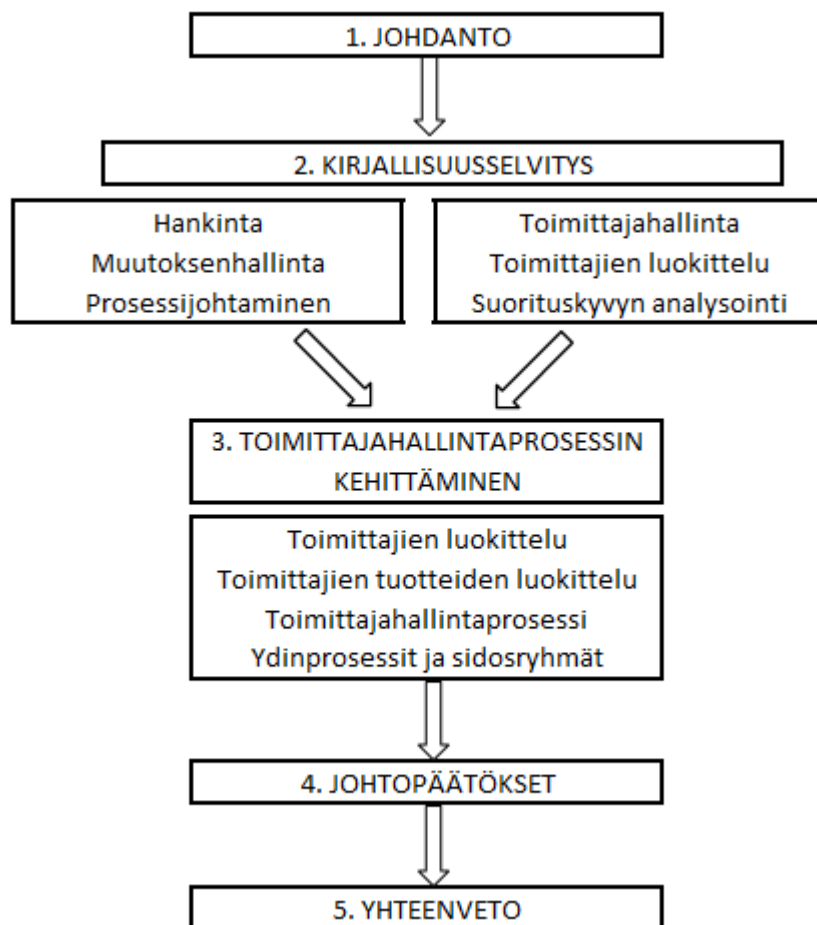 1. JOHDANTO
2. KIRJALLISUUSSELVITYS
Hankinta
Muutoksenhallinta
Prosessijohtaminen
Toimittajahallinta
Toimittajien luokittelu
Suorituskyvyn analysointi
3. TOIMITTAJAHALLINTAPROSESSIN
KEHITTÄMINEN
Toimittajien luokittelu
Toimittajien tuotteiden luokittelu
Toimittajahallintaprosessi
Ydinprosessit ja sidosryhmät
4. JOHTOPÄÄTÖKSET
5. YHTEENVETO